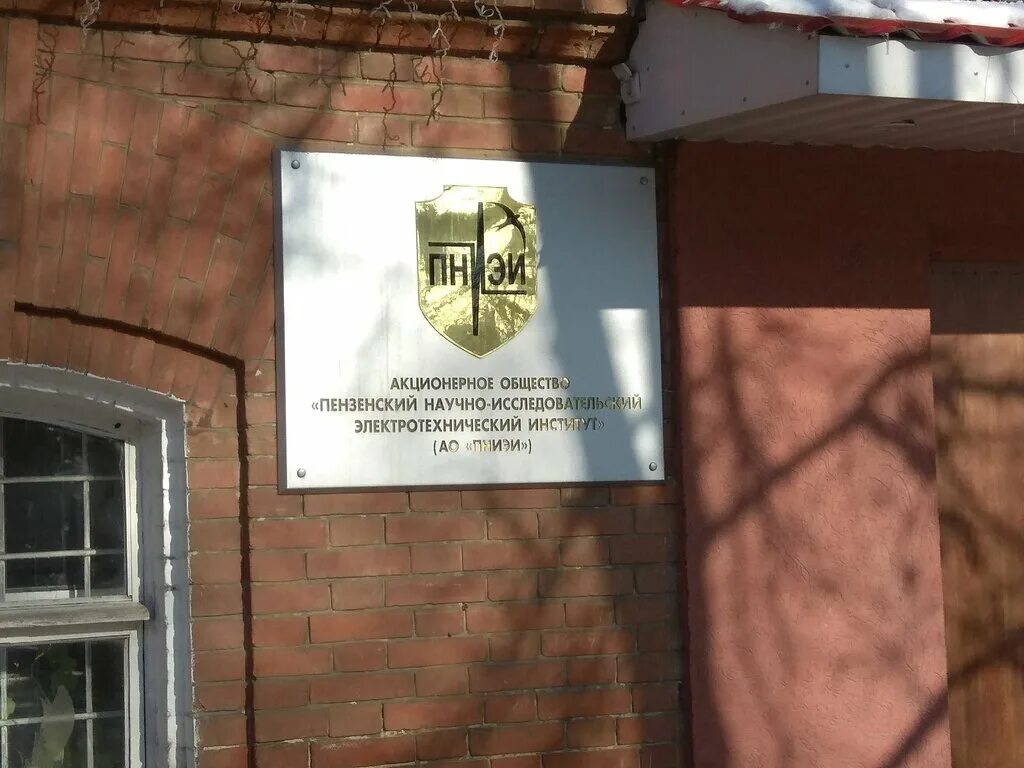 ПНИЭИ
АКЦИОНЕРНОЕ ОБЩЕСТВО
«ПЕНЗЕНСКИЙ НАУЧНО-ИССЛЕДОВАТЕЛЬСКИЙ
ЭЛЕКТРОТЕХНИЧЕСКИЙ ИНСТИТУТ»
(АО «ПНИЭИ»)